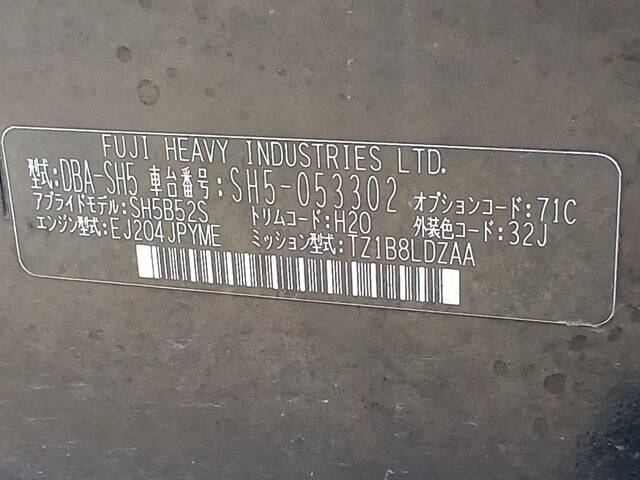 FUJI HEAVY INDUSTRIES LTD.
型式:DBA-SH5 車台番号:SH5-053302 オプションコード:71C
アプライドモデル:SH5B52S トリムコード:H20 外装色コード:32J
エンジン型式:EJ204JPYME ミッション型式:TZ1B8LDZAA